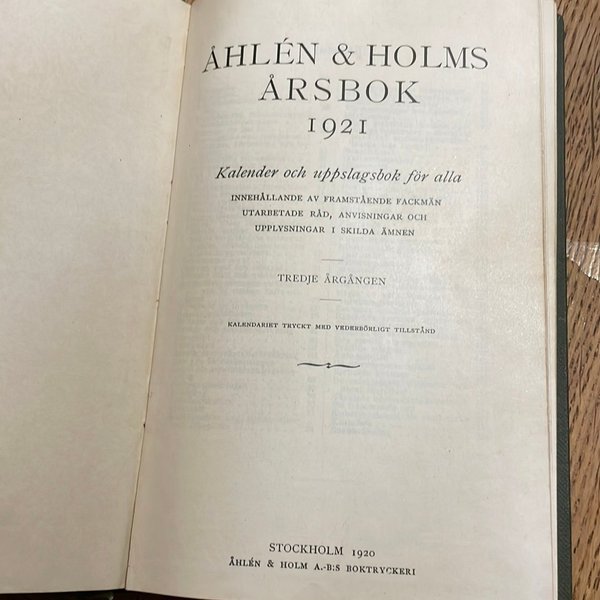 ÅHLÉN & HOLMS
ÅRSBOK
1921
Kalender och uppslagsbok för alla
INNEHÅLLANDE AV FRAMSTÅENDE FACKMÄN
UTARBETADE RÅD, ANVISNINGAR OCH
UPPLYSNINGAR I SKILDA ÄMNEN
TREDJE ÅRGÅNGEN
KALENDARIET TRYCKT MED VEDERBÖRLIGT TILLSTÅND
STOCKHOLM 1920
ÅHLÉN & HOLM A.-B:S BOKTRYCKERI